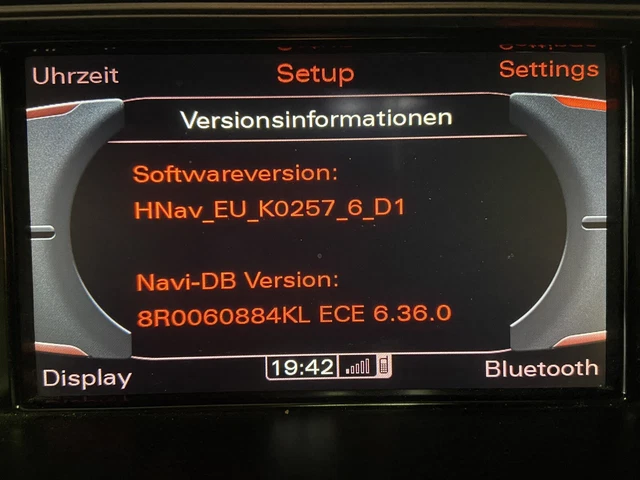 Uhrzeit
Setup
Settings
Versionsinformationen
Softwareversion:
HNav_EU_K0257_6_D1
Navi-DB Version:
8R0060884KL ECE 6.36.0
19:42
Display
Bluetooth